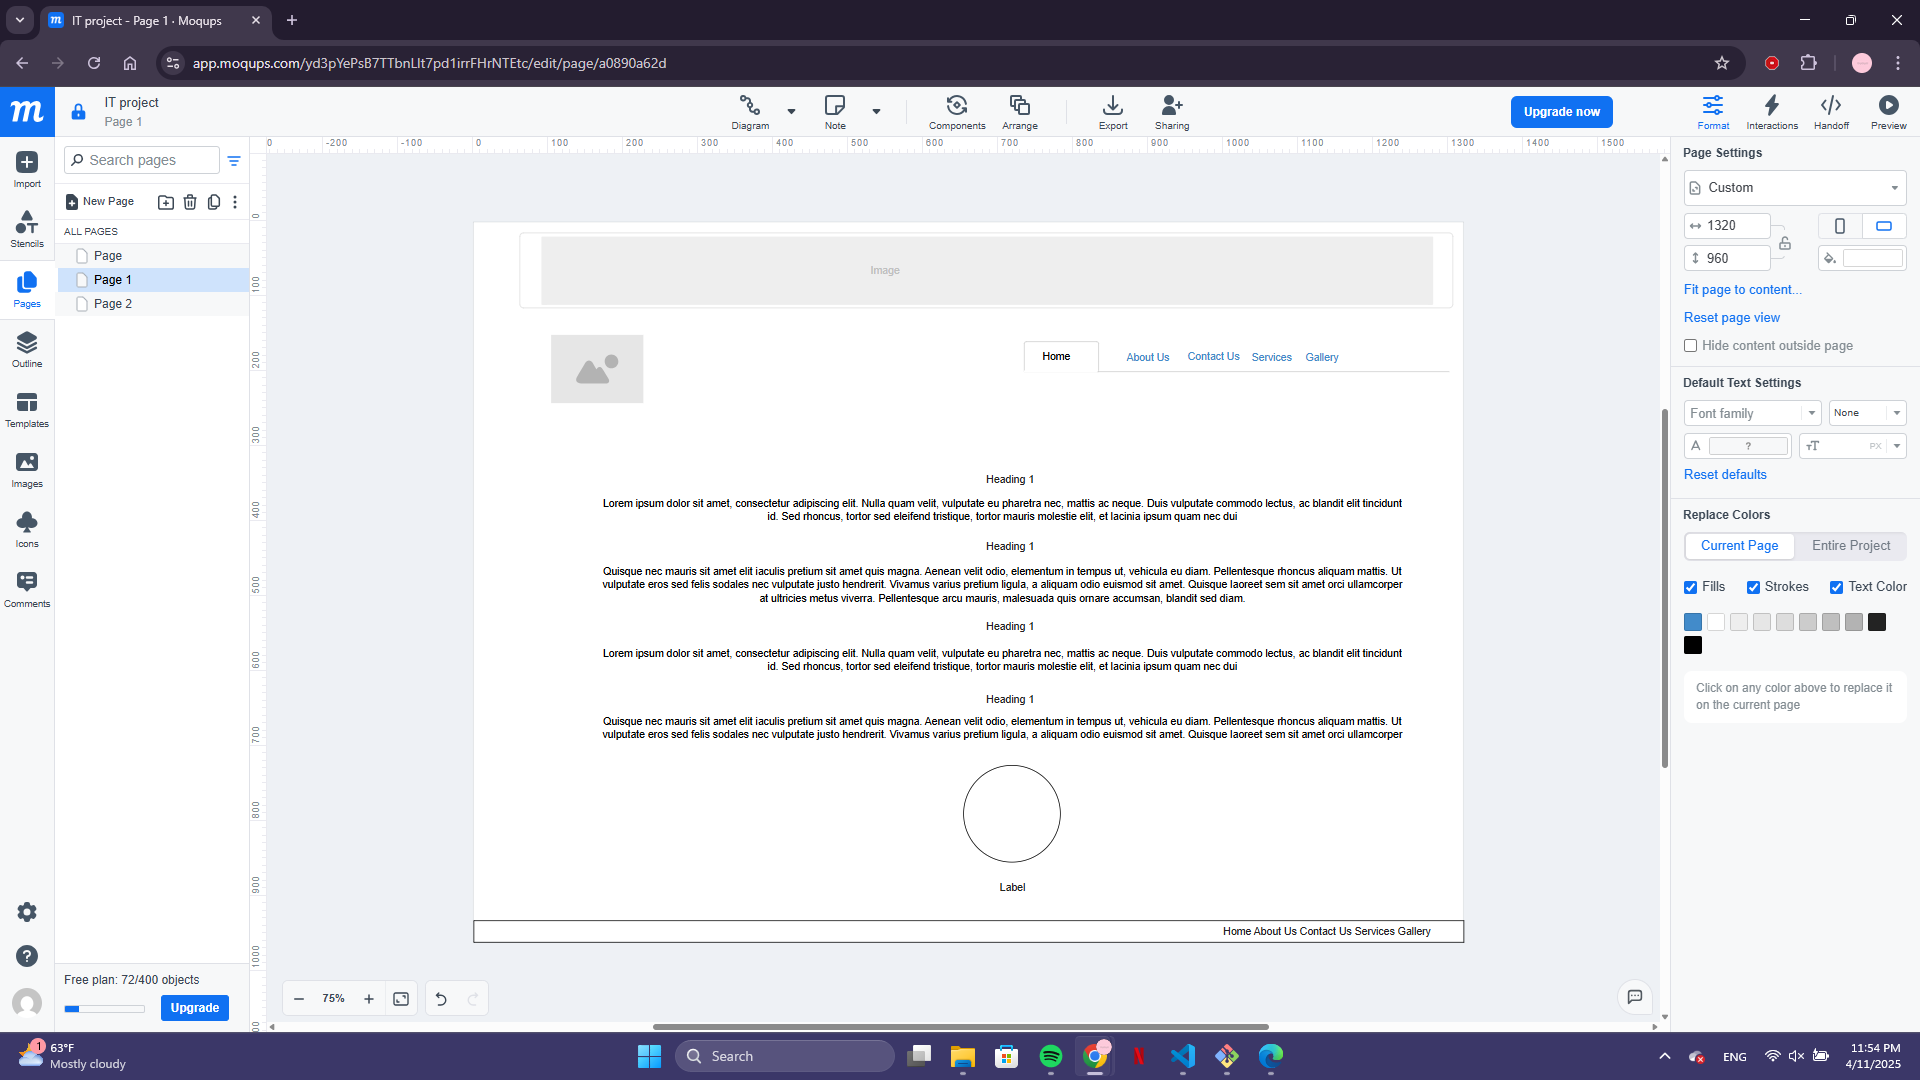 IT project - Page 1 · Moqups
app.moqups.com/yd3pYePsB7TTbnLIt7pd1irrFHrNTEtc/edit/page/a0890a62d
m
IT project
Page 1
Diagram
Note
Components
Arrange
Export
Sharing
Upgrade now
Format
Interactions
Handoff
Preview
Import
Stencils
Pages
Outline
Templates
Images
Icons
Comments
Search pages
New Page
ALL PAGES
Page
Page 1
Page 2
Free plan: 72/400 objects
Upgrade
0 -200 -100 0 100 200 300 400 500 600 700 800 900 1000 1100 1200 1300 1400 1500
0
100
200
300
400
500
600
700
800
900
1000
Image
Home
About Us
Contact Us
Services
Gallery
Heading 1
Lorem ipsum dolor sit amet, consectetur adipiscing elit. Nulla quam velit, vulputate eu pharetra nec, mattis ac neque. Duis vulputate commodo lectus, ac blandit elit tincidunt
id. Sed rhoncus, tortor sed eleifend tristique, tortor mauris molestie elit, et lacinia ipsum quam nec dui
Heading 1
Quisque nec mauris sit amet elit iaculis pretium sit amet quis magna. Aenean velit odio, elementum in tempus ut, vehicula eu diam. Pellentesque rhoncus aliquam mattis. Ut
vulputate eros sed felis sodales nec vulputate justo hendrerit. Vivamus varius pretium ligula, a aliquam odio euismod sit amet. Quisque laoreet sem sit amet orci ullamcorper
at ultricies metus viverra. Pellentesque arcu mauris, malesuada quis ornare accumsan, blandit sed diam.
Heading 1
Lorem ipsum dolor sit amet, consectetur adipiscing elit. Nulla quam velit, vulputate eu pharetra nec, mattis ac neque. Duis vulputate commodo lectus, ac blandit elit tincidunt
id. Sed rhoncus, tortor sed eleifend tristique, tortor mauris molestie elit, et lacinia ipsum quam nec dui
Heading 1
Quisque nec mauris sit amet elit iaculis pretium sit amet quis magna. Aenean velit odio, elementum in tempus ut, vehicula eu diam. Pellentesque rhoncus aliquam mattis. Ut
vulputate eros sed felis sodales nec vulputate justo hendrerit. Vivamus varius pretium ligula, a aliquam odio euismod sit amet. Quisque laoreet sem sit amet orci ullamcorper
Label
Home About Us Contact Us Services Gallery
75%
Page Settings
Custom
1320
960
Fit page to content...
Reset page view
Hide content outside page
Default Text Settings
Font family
None
A ?
TT PX
Reset defaults
Replace Colors
Current Page
Entire Project
Fills
Strokes
Text Color
Click on any color above to replace it
on the current page
1
63°F
Mostly cloudy
Search
ENG
11:54 PM
4/11/2025